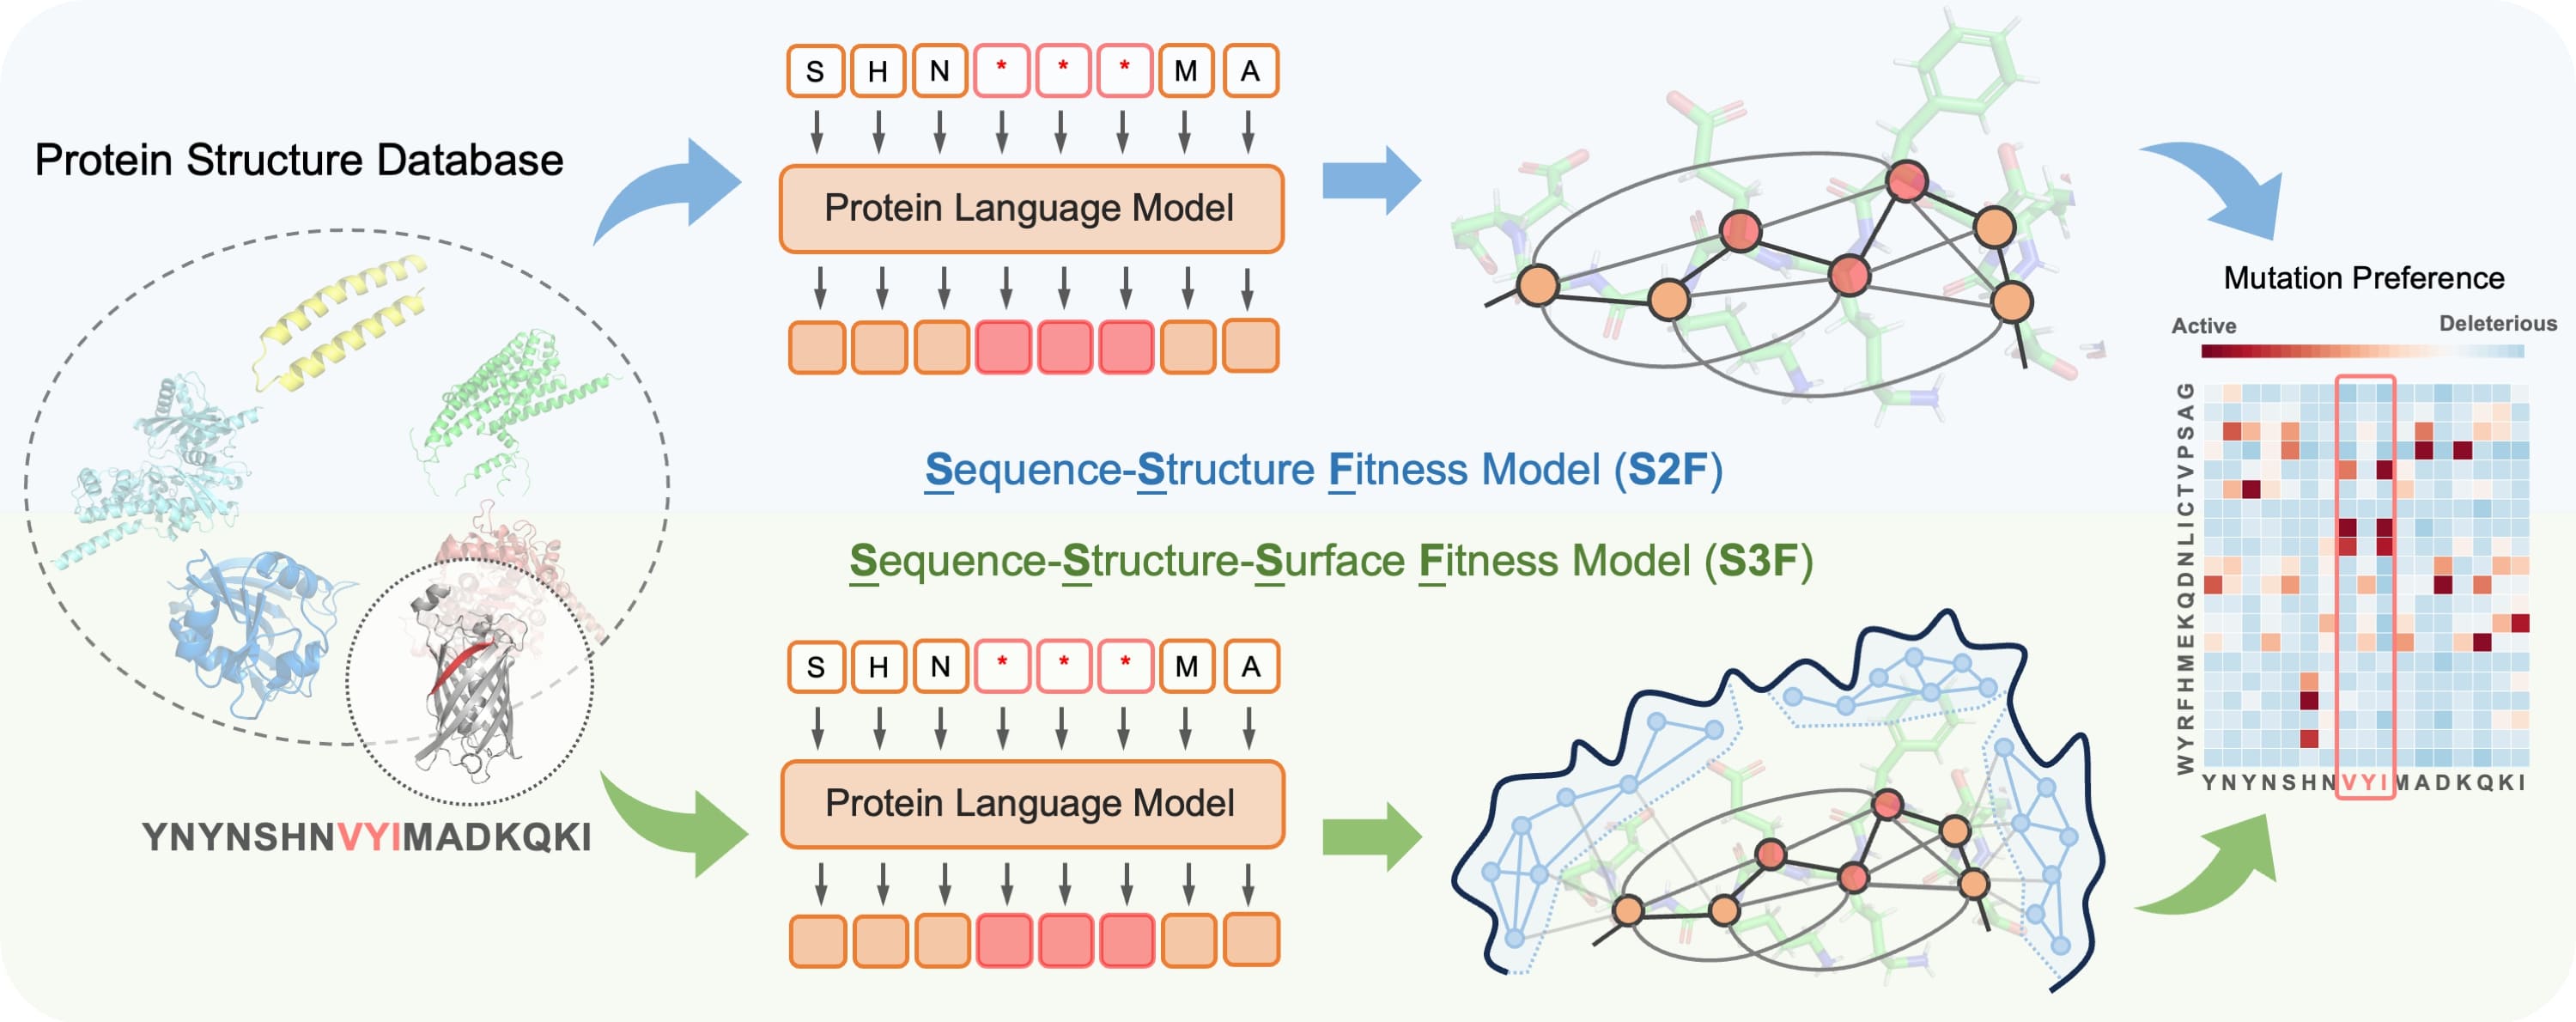 Protein Structure Database
YNYNSHNVYIMADKQKI
S H N * * * M A
Protein Language Model
Sequence-Structure Fitness Model (S2F)
Sequence-Structure-Surface Fitness Model (S3F)
S H N * * * M A
Protein Language Model
Mutation Preference
Active Deleterious
WYRFHMEKQDNLICTVPSAG
YNYNSHNVYIMADKQKI